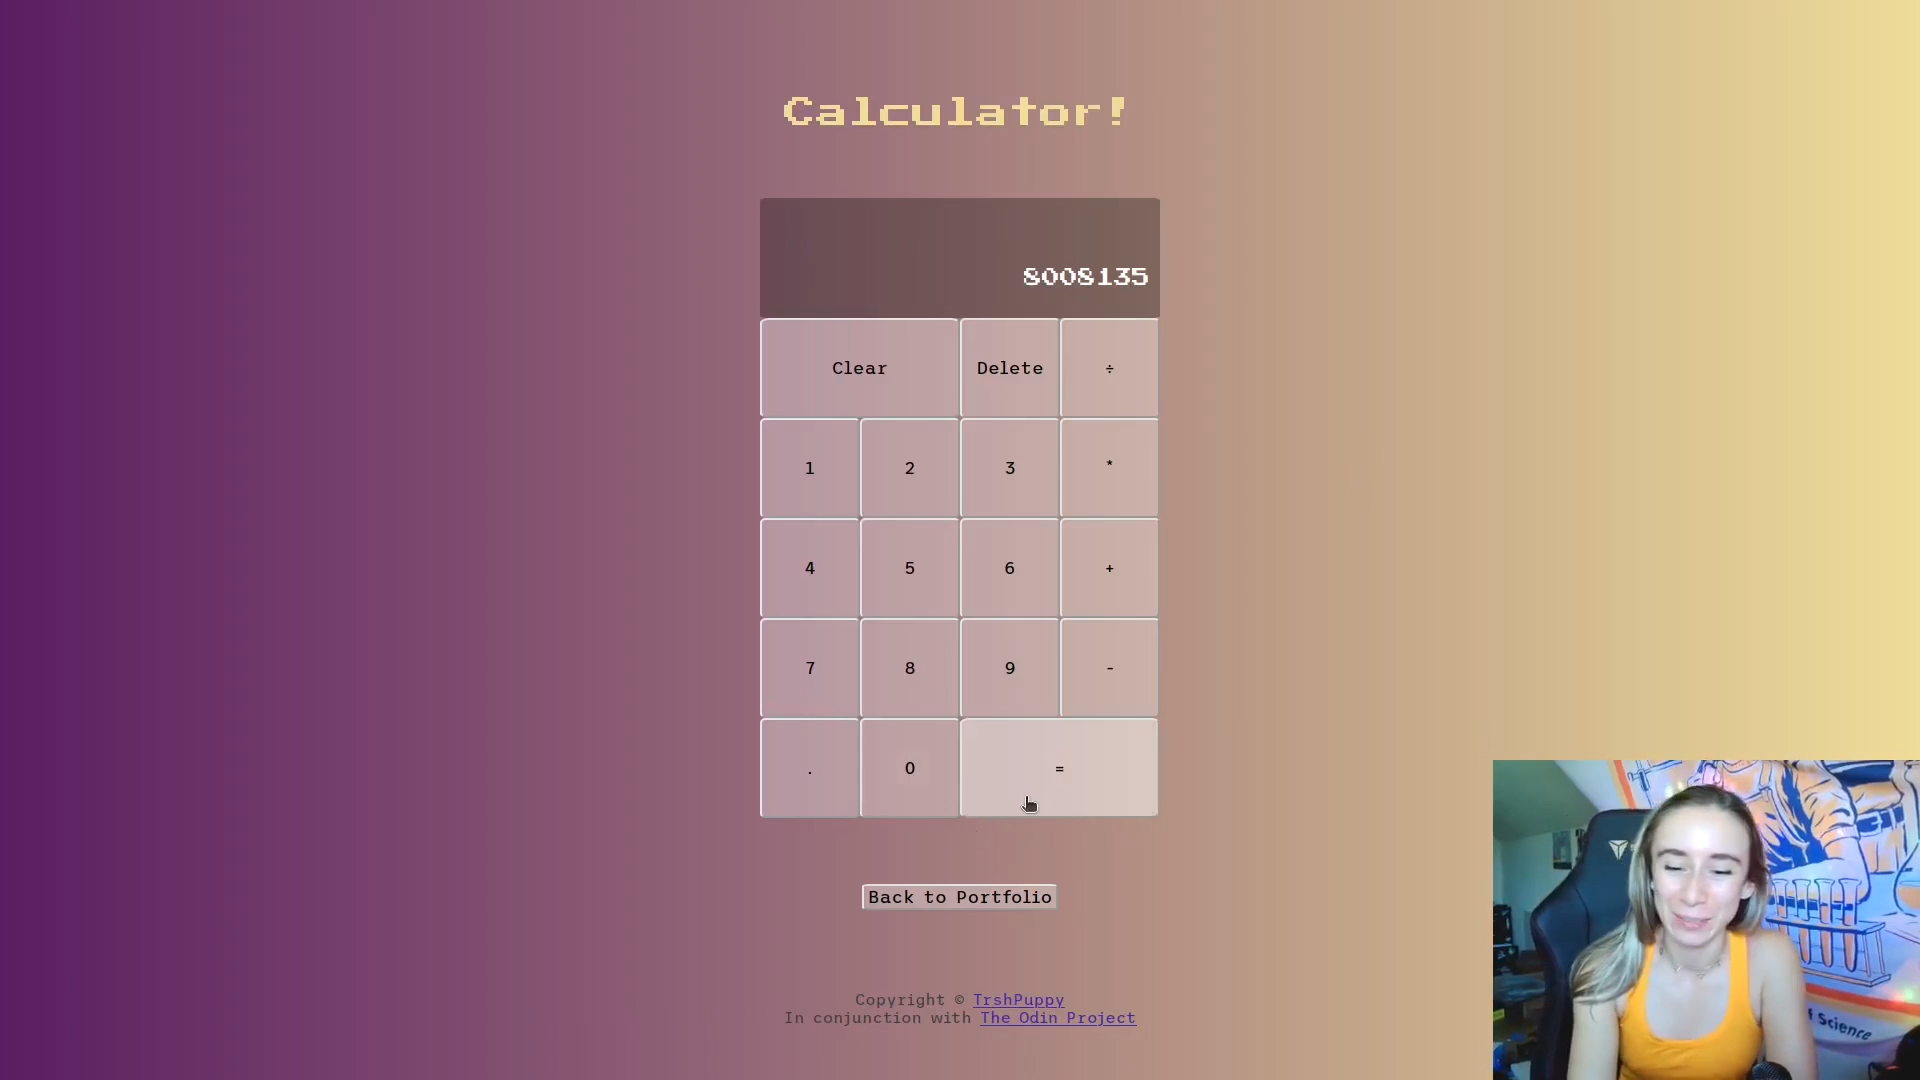 Calculator!
8008135
Clear
Delete
÷
1
2
3
*
4
5
6
+
7
8
9
-
.
0
=
Back to Portfolio
Copyright © TrshPuppy
In conjunction with The Odin Project
f Science